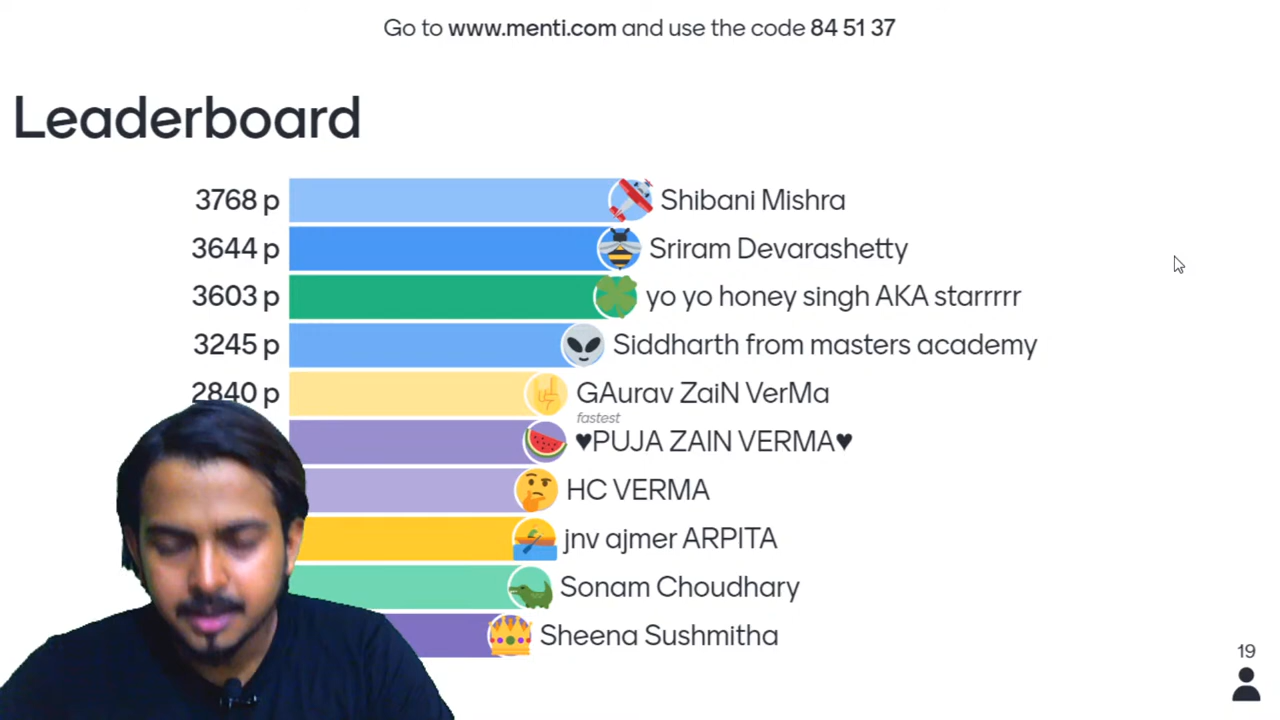 Go to www.menti.com and use the code 84 51 37
Leaderboard
3768 p Shibani Mishra
3644 p Sriram Devarashetty
3603 p yo yo honey singh AKA starrrrr
3245 p Siddharth from masters academy
2840 p GAurav ZaiN VerMa
fastest
♥PUJA ZAIN VERMA♥
HC VERMA
jnv ajmer ARPITA
Sonam Choudhary
Sheena Sushmitha
19